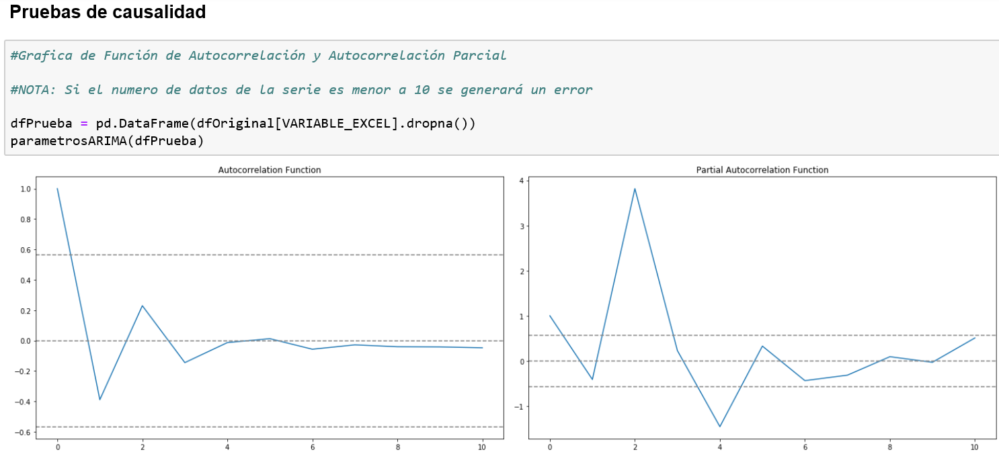 Pruebas de causalidad
#Grafica de Función de Autocorrelación y Autocorrelación Parcial
#NOTA: Si el numero de datos de la serie es menor a 10 se generará un error
dfPrueba = pd.DataFrame(dfOriginal[VARIABLE_EXCEL].dropna())
parametrosARIMA(dfPrueba)
Autocorrelation Function
1.0
0.8
0.6
0.4
0.2
0.0
−0.2
−0.4
−0.6
0 2 4 6 8 10
Partial Autocorrelation Function
4
3
2
1
0
−1
0 2 4 6 8 10